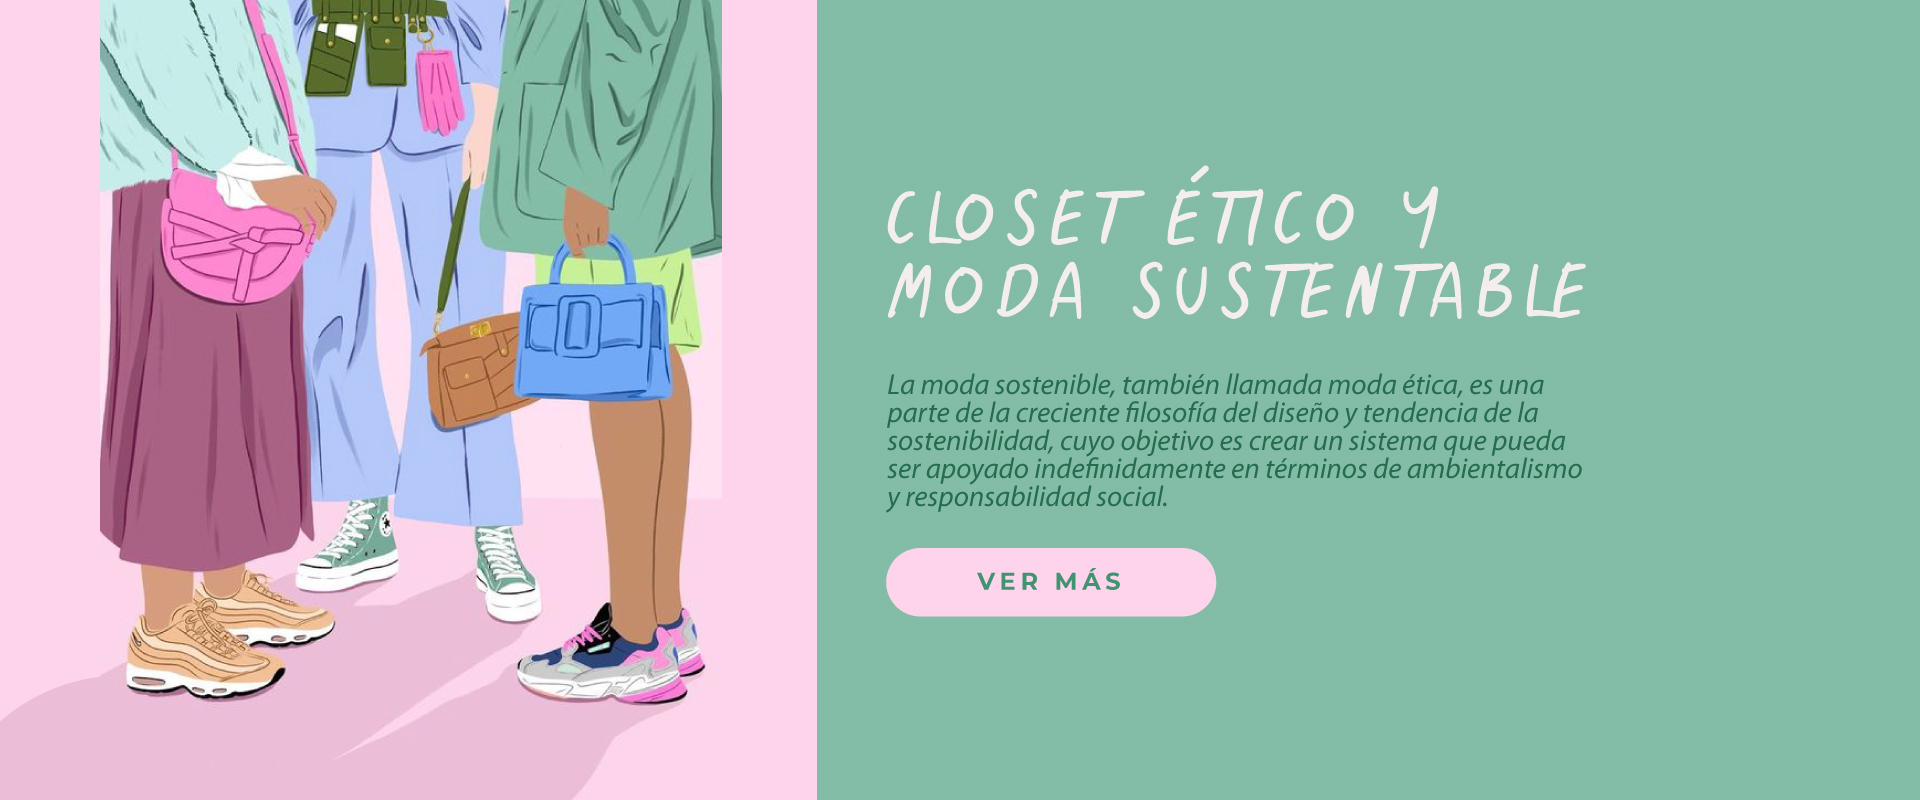 CLOSET ÉTICO Y
MODA SUSTENTABLE
La moda sostenible, también llamada moda ética, es una
parte de la creciente filosofía del diseño y tendencia de la
sostenibilidad, cuyo objetivo es crear un sistema que pueda
ser apoyado indefinidamente en términos de ambientalismo
y responsabilidad social.
VER MÁS